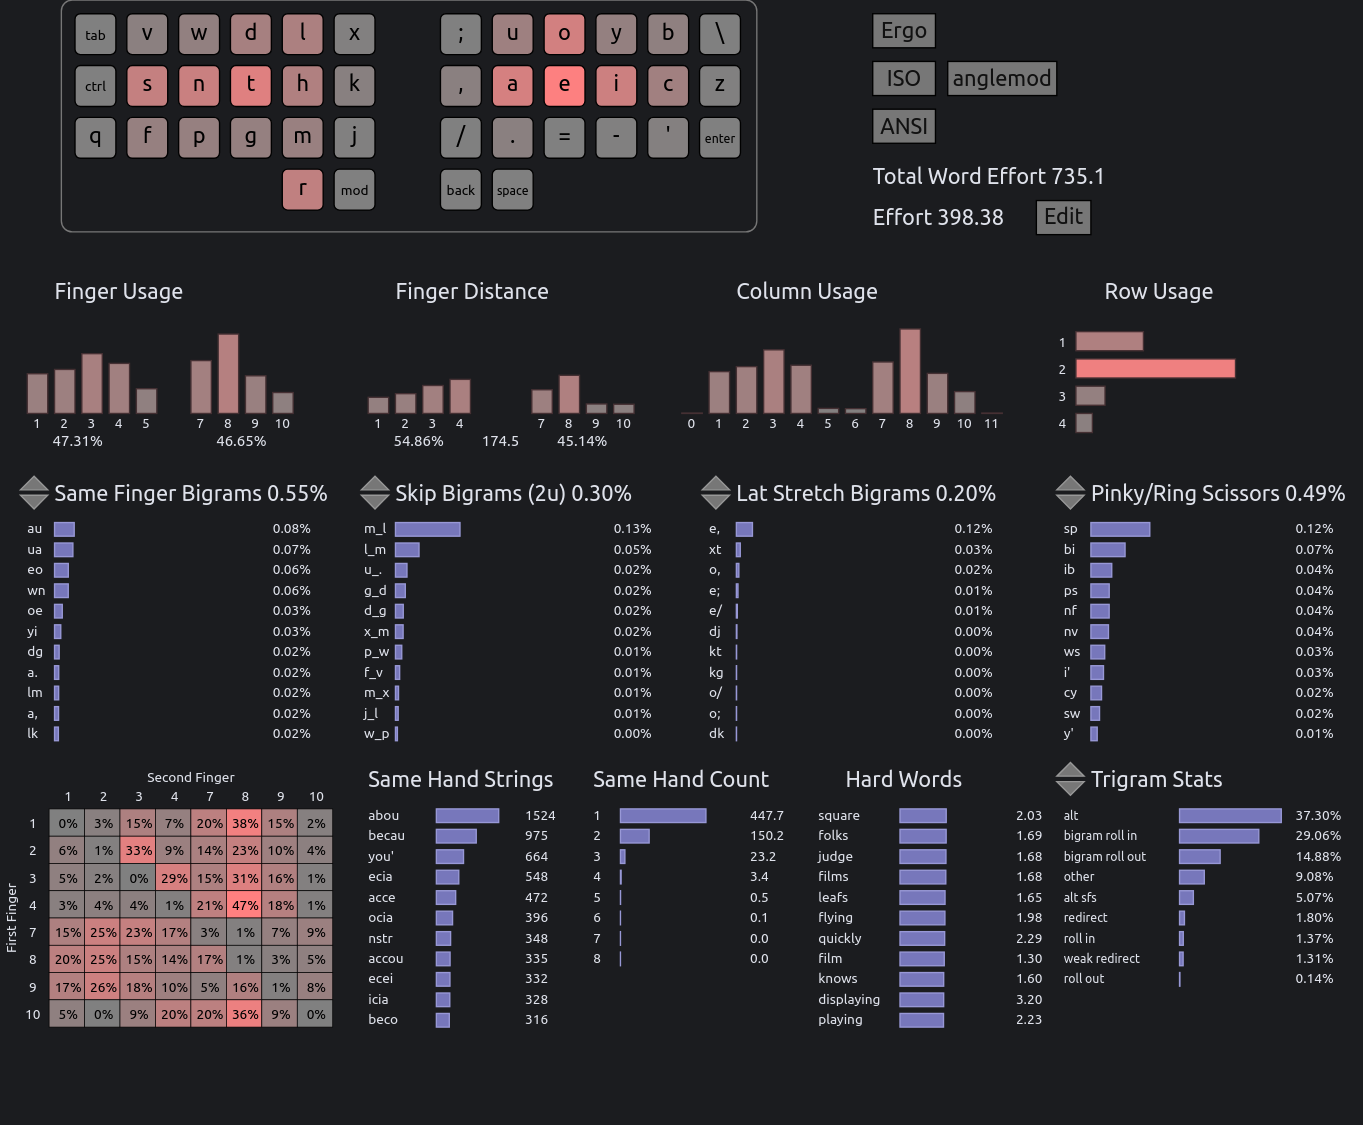 tab v w d l x ; u o y b \
ctrl s n t h k , a e i c z
q f p g m j / . = - ' enter
r mod back space
Ergo
ISO anglemod
ANSI
Total Word Effort 735.1
Effort 398.38 Edit
Finger Usage
1 2 3 4 5 7 8 9 10
47.31% 46.65%
Finger Distance
1 2 3 4 7 8 9 10
54.86% 174.5 45.14%
Column Usage
0 1 2 3 4 5 6 7 8 9 10 11
Row Usage
1
2
3
4
Same Finger Bigrams 0.55%
au 0.08%
ua 0.07%
eo 0.06%
wn 0.06%
oe 0.03%
yi 0.03%
dg 0.02%
a. 0.02%
lm 0.02%
a, 0.02%
lk 0.02%
Skip Bigrams (2u) 0.30%
m_l 0.13%
l_m 0.05%
u_. 0.02%
g_d 0.02%
d_g 0.02%
x_m 0.02%
p_w 0.01%
f_v 0.01%
m_x 0.01%
j_l 0.01%
w_p 0.00%
Lat Stretch Bigrams 0.20%
e, 0.12%
xt 0.03%
o, 0.02%
e; 0.01%
e/ 0.01%
dj 0.00%
kt 0.00%
kg 0.00%
o/ 0.00%
o; 0.00%
dk 0.00%
Pinky/Ring Scissors 0.49%
sp 0.12%
bi 0.07%
ib 0.04%
ps 0.04%
nf 0.04%
nv 0.04%
ws 0.03%
i' 0.03%
cy 0.02%
sw 0.02%
y' 0.01%
Second Finger
1 2 3 4 7 8 9 10
First Finger
1 0% 3% 15% 7% 20% 38% 15% 2%
2 6% 1% 33% 9% 14% 23% 10% 4%
3 5% 2% 0% 29% 15% 31% 16% 1%
4 3% 4% 4% 1% 21% 47% 18% 1%
7 15% 25% 23% 17% 3% 1% 7% 9%
8 20% 25% 15% 14% 17% 1% 3% 5%
9 17% 26% 18% 10% 5% 16% 1% 8%
10 5% 0% 9% 20% 20% 36% 9% 0%
Same Hand Strings
abou 1524
becau 975
you' 664
ecia 548
acce 472
ocia 396
nstr 348
accou 335
ecei 332
icia 328
beco 316
Same Hand Count
1 447.7
2 150.2
3 23.2
4 3.4
5 0.5
6 0.1
7 0.0
8 0.0
Hard Words
square 2.03
folks 1.69
judge 1.68
films 1.68
leafs 1.65
flying 1.98
quickly 2.29
film 1.30
knows 1.60
displaying 3.20
playing 2.23
Trigram Stats
alt 37.30%
bigram roll in 29.06%
bigram roll out 14.88%
other 9.08%
alt sfs 5.07%
redirect 1.80%
roll in 1.37%
weak redirect 1.31%
roll out 0.14%